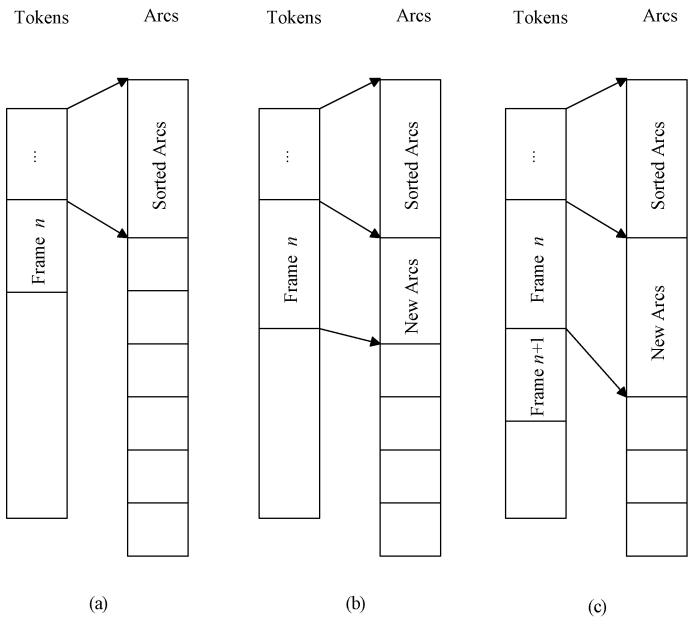 Tokens Arcs Tokens Arcs Tokens Arcs
... Sorted Arcs ... Sorted Arcs ... Sorted Arcs
Frame n Frame n New Arcs Frame n New Arcs
Frame n+1
(a) (b) (c)